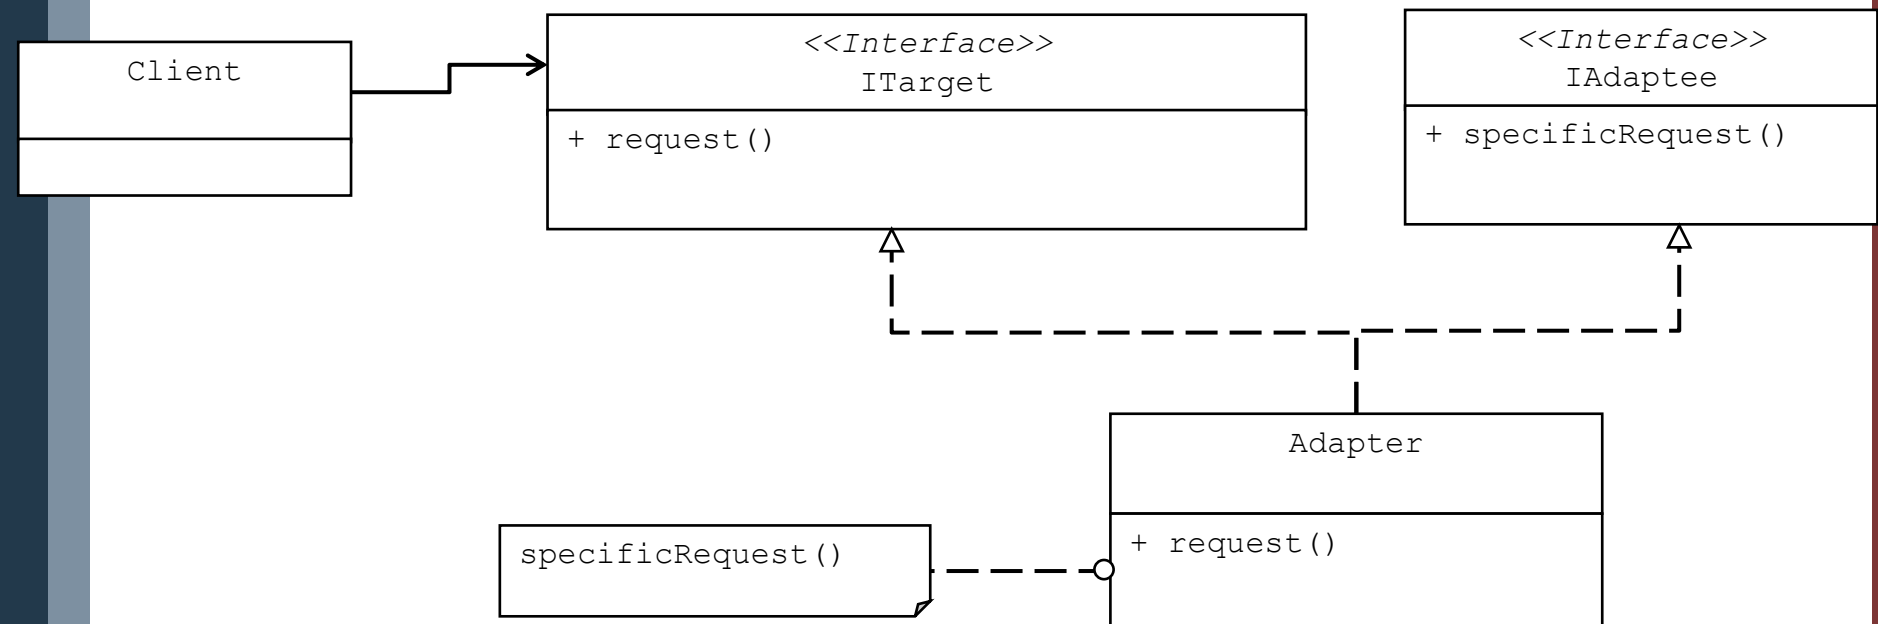 Client
<<Interface>>
ITarget
+ request()
<<Interface>>
IAdaptee
+ specificRequest()
Adapter
+ request()
specificRequest()